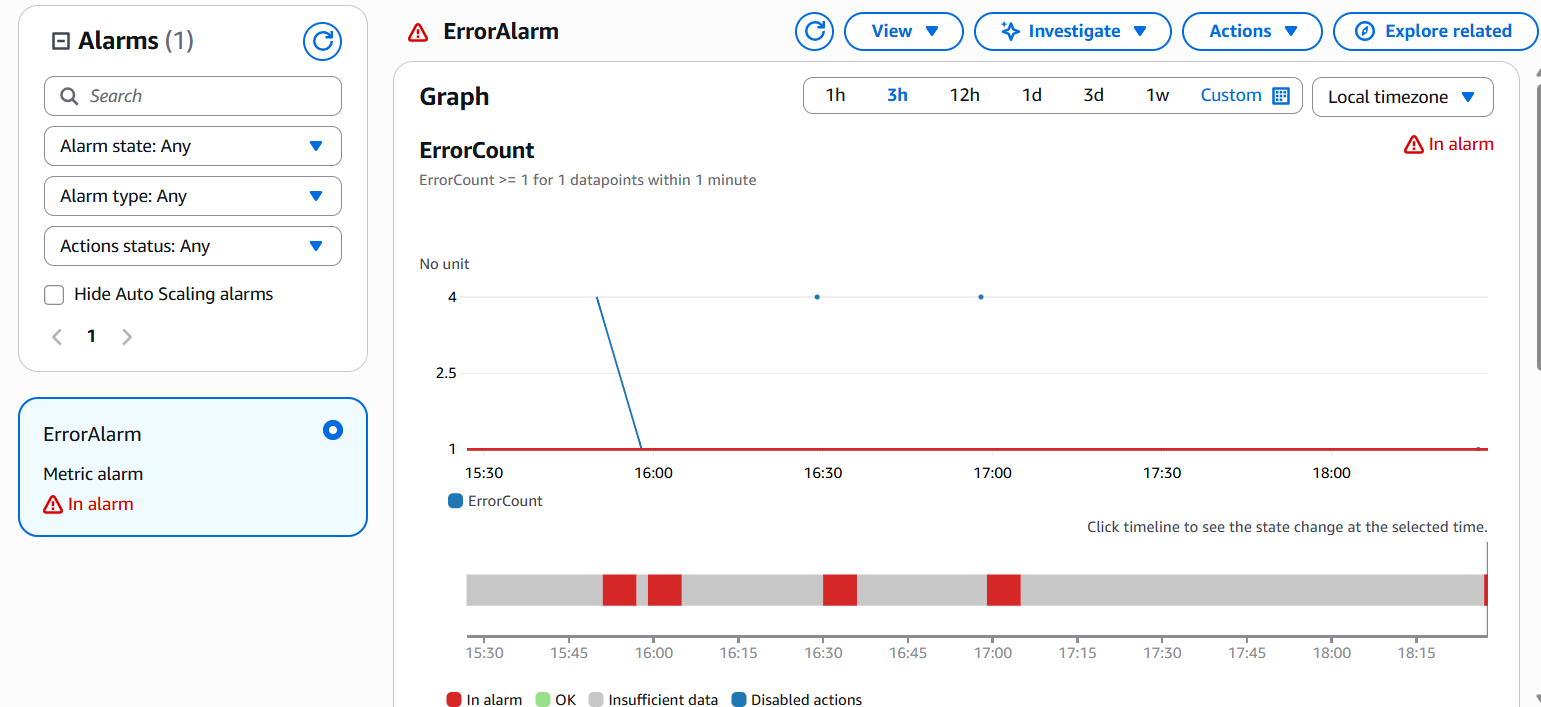 Alarms (1)
Search
Alarm state: Any
Alarm type: Any
Actions status: Any
Hide Auto Scaling alarms
1
ErrorAlarm
Metric alarm
In alarm
ErrorAlarm
View
Investigate
Actions
Explore related
Graph
1h 3h 12h 1d 3d 1w Custom
Local timezone
ErrorCount
In alarm
ErrorCount >= 1 for 1 datapoints within 1 minute
No unit
4
2.5
1
15:30 16:00 16:30 17:00 17:30 18:00
ErrorCount
Click timeline to see the state change at the selected time.
15:30 15:45 16:00 16:15 16:30 16:45 17:00 17:15 17:30 17:45 18:00 18:15
In alarm OK Insufficient data Disabled actions